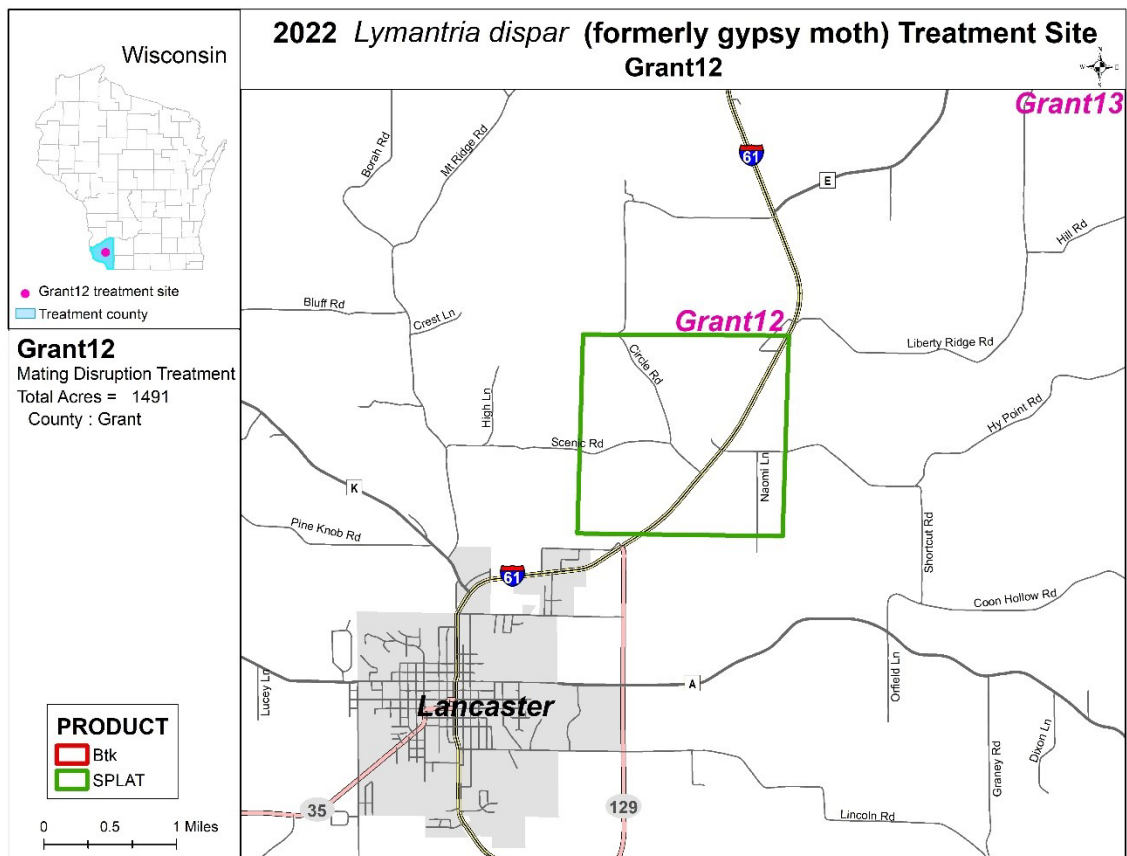 2022 Lymantria dispar (formerly gypsy moth) Treatment Site
Grant12
Wisconsin
Grant12 treatment site
Treatment county
Grant12
Mating Disruption Treatment
Total Acres = 1491
County : Grant
PRODUCT
Btk
SPLAT
0 0.5 1 Miles
N
W E
S
Grant13
Borah Rd
Mt Ridge Rd
61
E
Hill Rd
Bluff Rd
Crest Ln
Grant12
Circle Rd
Liberty Ridge Rd
High Ln
Scenic Rd
Naomi Ln
Hy Point Rd
K
Pine Knob Rd
Shortcut Rd
61
Coon Hollow Rd
Lucey Ln
Orfield Ln
A
Lancaster
Dixon Ln
Graney Rd
35
129
Lincoln Rd